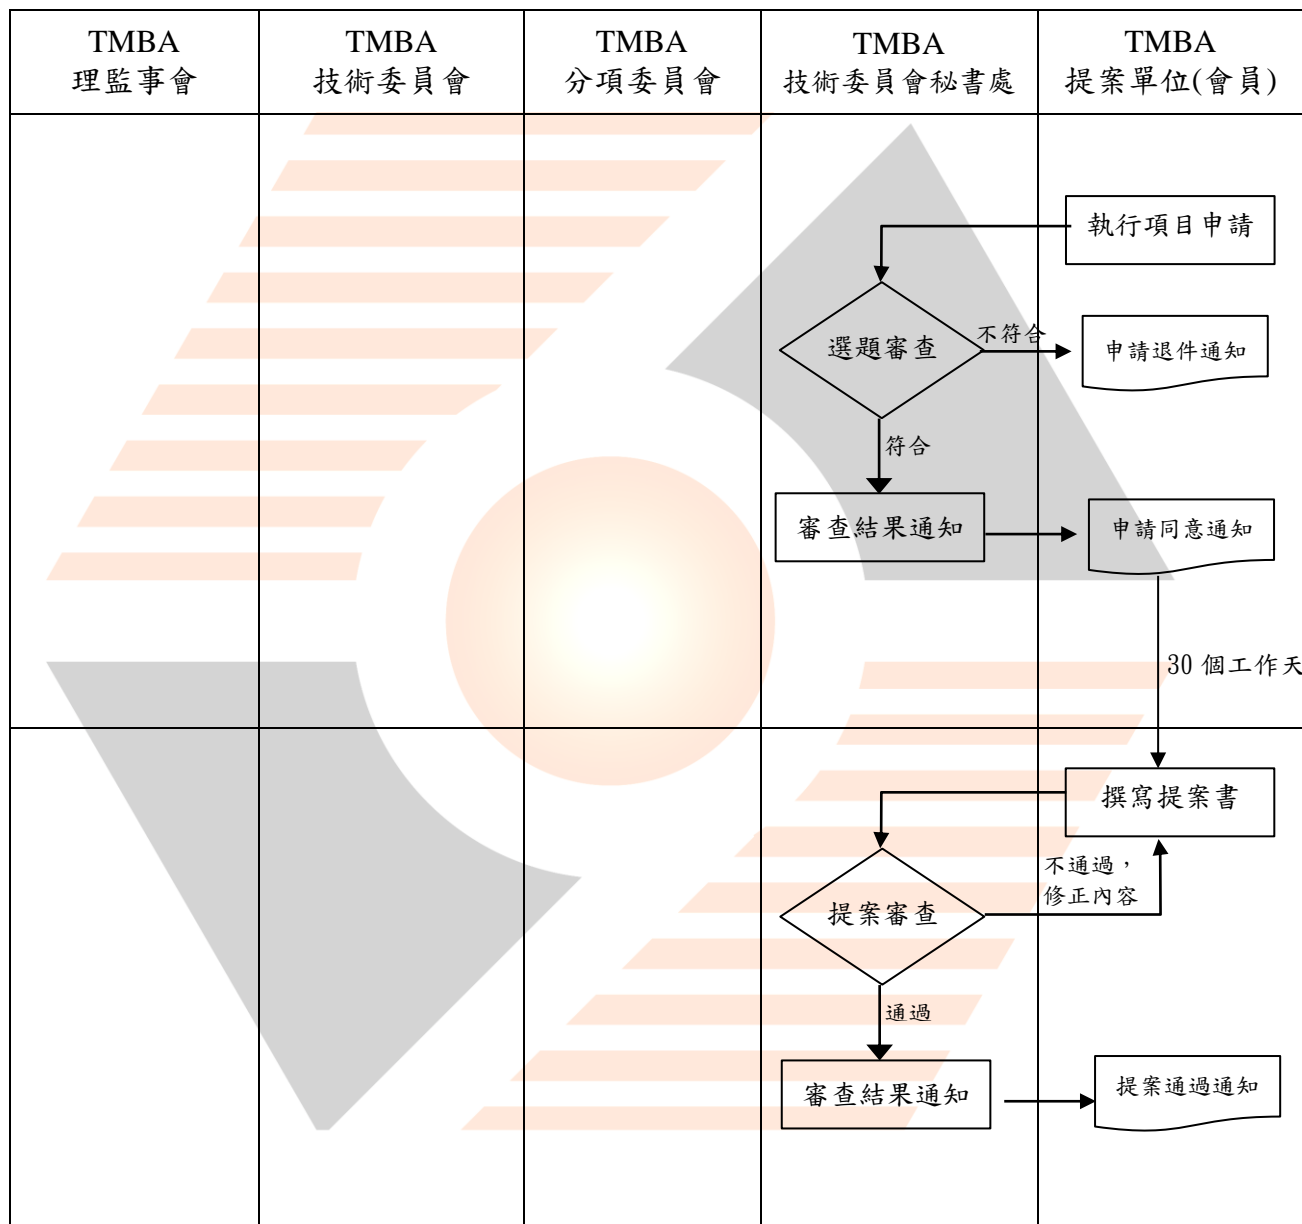 TMBA
理監事會
TMBA
技術委員會
TMBA
分項委員會
TMBA
技術委員會秘書處
TMBA
提案單位(會員)
執行項目申請
選題審查
不符合
申請退件通知
符合
審查結果通知
申請同意通知
30 個工作天
撰寫提案書
不通過，
修正內容
提案審查
通過
審查結果通知
提案通過通知